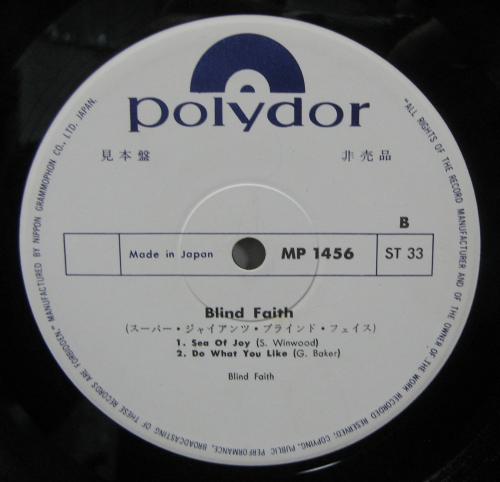 polydor
見本盤 非売品
B
Made in Japan MP 1456 ST 33
Blind Faith
(スーパー・ジャイアンツ・ブラインド・フェイス)
1. Sea Of Joy (S. Winwood)
2. Do What You Like (G. Baker)
Blind Faith
"ALL RIGHTS OF THE RECORD MANUFACTURER AND OF THE OWNER OF THE WORK RECORDED RESERVED, COPYING, PUBLIC PERFORMANCE, BROADCASTING OF THESE RECORDS ARE FORBIDDEN," MANUFACTURED BY NIPPON GRAMMOPHON CO., LTD. JAPAN.